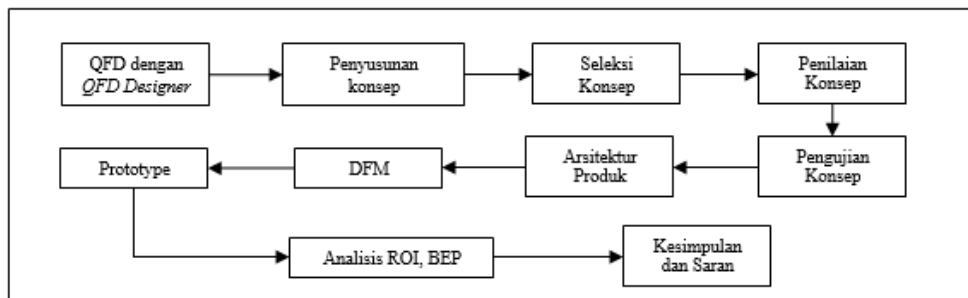 QFD dengan
QFD Designer
Penyusunan
konsep
Seleksi
Konsep
Penilaian
Konsep
Pengujian
Konsep
Arsitektur
Produk
DFM
Prototype
Analisis ROI, BEP
Kesimpulan
dan Saran